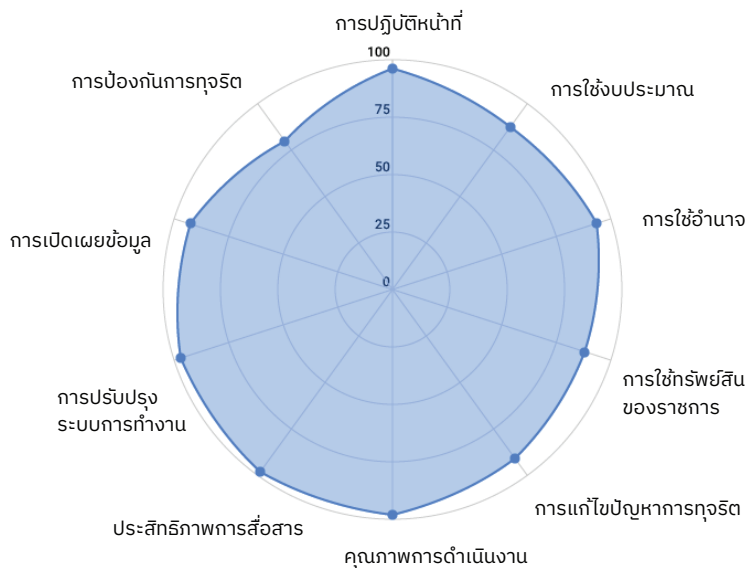 การปฏิบัติหน้าที่
100
การป้องกันการทุจริต
การใช้งบประมาณ
75
50
การใช้อำนาจ
25
การเปิดเผยข้อมูล
0
การใช้ทรัพย์สิน
ของราชการ
การปรับปรุง
ระบบการทำงาน
การแก้ไขปัญหาการทุจริต
ประสิทธิภาพการสื่อสาร
คุณภาพการดำเนินงาน